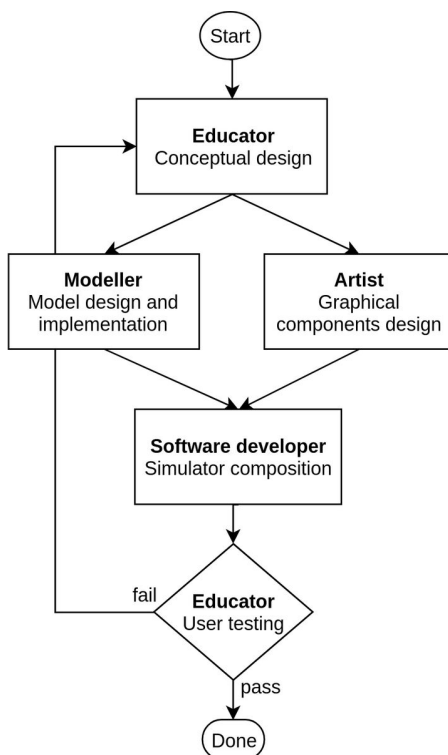 Start
Educator
Conceptual design
Modeller
Model design and
implementation
Artist
Graphical
components design
Software developer
Simulator composition
fail
Educator
User testing
pass
Done